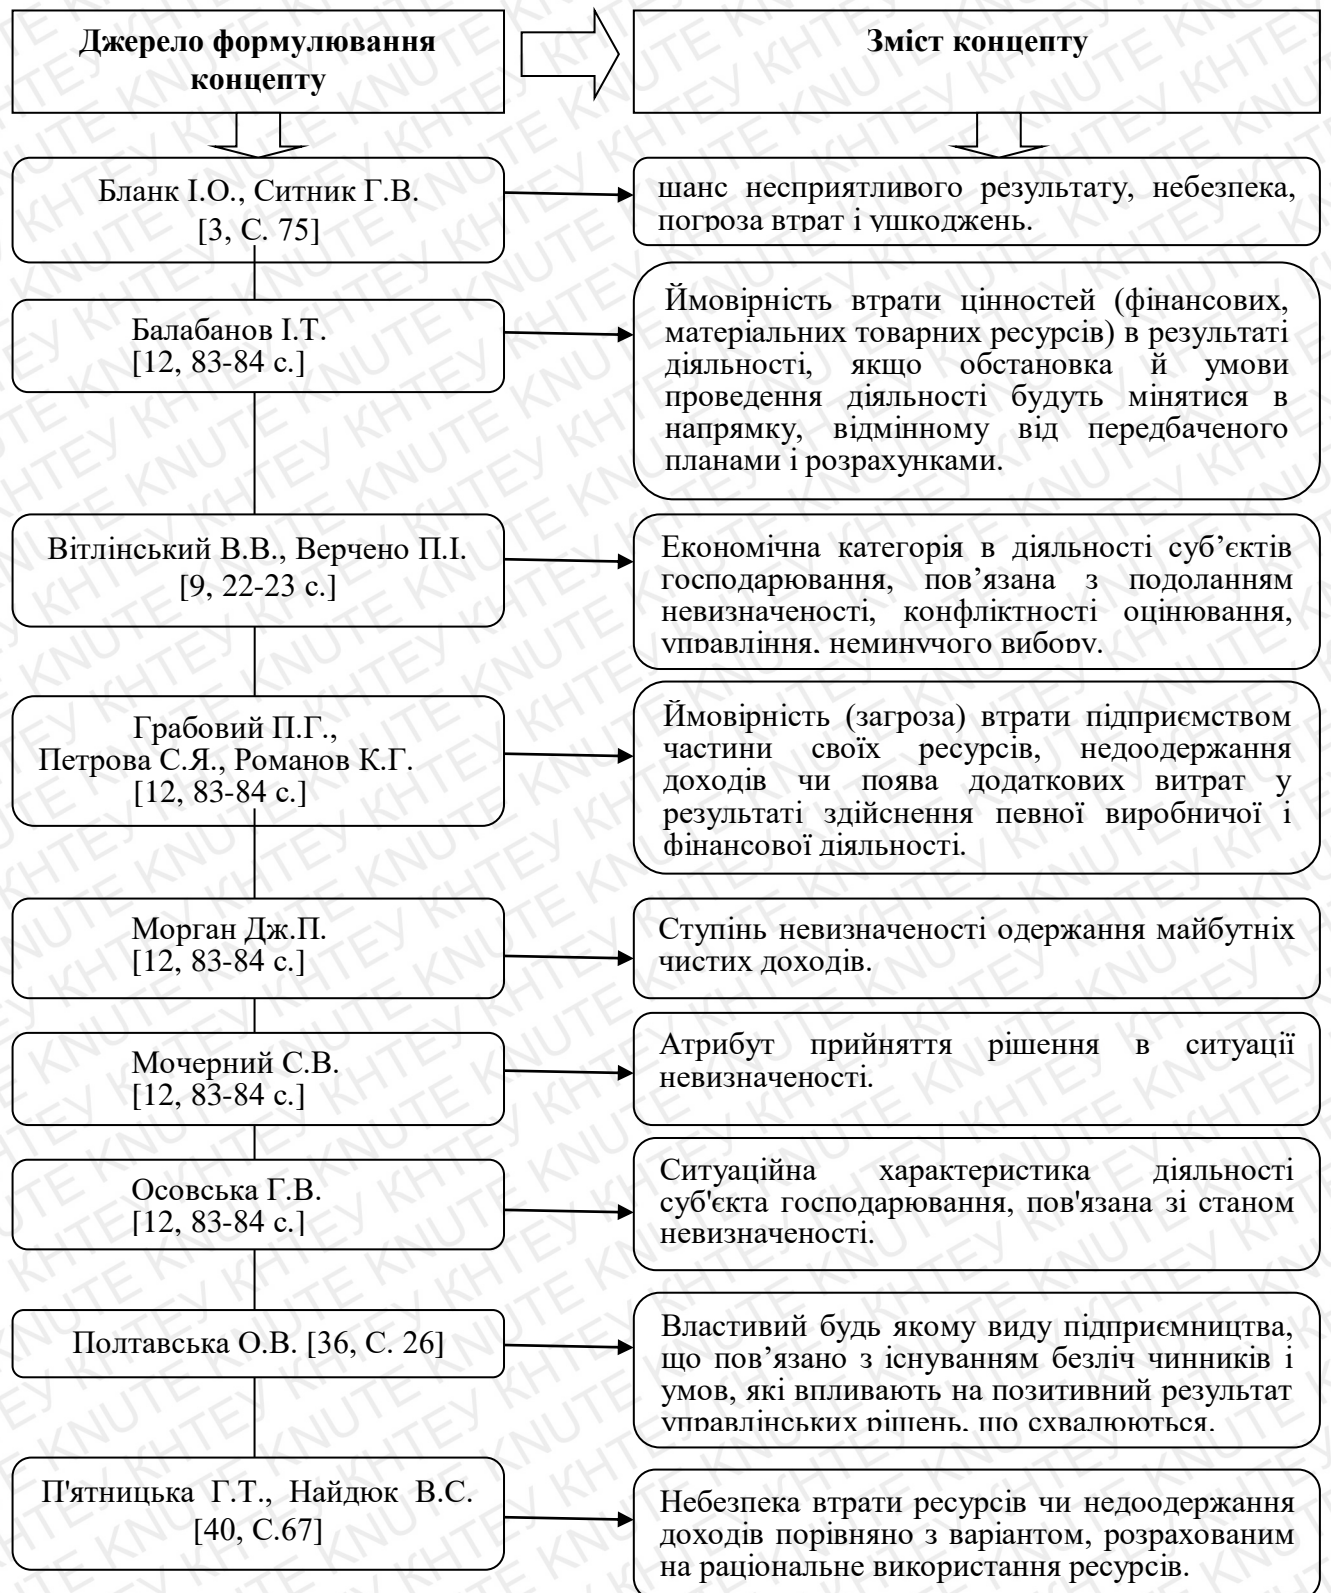 Джерело формулювання
концепту
Зміст концепту
Бланк І.О., Ситник Г.В.
[3, С. 75]
шанс несприятливого результату, небезпека,
погроза втрат і ушкоджень.
Балабанов І.Т.
[12, 83-84 с.]
Ймовірність втрати цінностей (фінансових,
матеріальних товарних ресурсів) в результаті
діяльності, якщо обстановка й умови
проведення діяльності будуть мінятися в
напрямку, відмінному від передбаченого
планами і розрахунками.
Вітлінський В.В., Верчено П.І.
[9, 22-23 с.]
Економічна категорія в діяльності суб’єктів
господарювання, пов’язана з подоланням
невизначеності, конфліктності оцінювання,
управління, неминучого вибору.
Грабовий П.Г.,
Петрова С.Я., Романов К.Г.
[12, 83-84 с.]
Ймовірність (загроза) втрати підприємством
частини своїх ресурсів, недоодержання
доходів чи поява додаткових витрат у
результаті здійснення певної виробничої і
фінансової діяльності.
Морган Дж.П.
[12, 83-84 с.]
Ступінь невизначеності одержання майбутніх
чистих доходів.
Мочерний С.В.
[12, 83-84 с.]
Атрибут прийняття рішення в ситуації
невизначеності.
Осовська Г.В.
[12, 83-84 с.]
Ситуаційна характеристика діяльності
суб'єкта господарювання, пов'язана зі станом
невизначеності.
Полтавська О.В. [36, С. 26]
Властивий будь якому виду підприємництва,
що пов’язано з існуванням безліч чинників і
умов, які впливають на позитивний результат
управлінських рішень, що схвалюються.
П'ятницька Г.Т., Найдюк В.С.
[40, С.67]
Небезпека втрати ресурсів чи недоодержання
доходів порівняно з варіантом, розрахованим
на раціональне використання ресурсів.